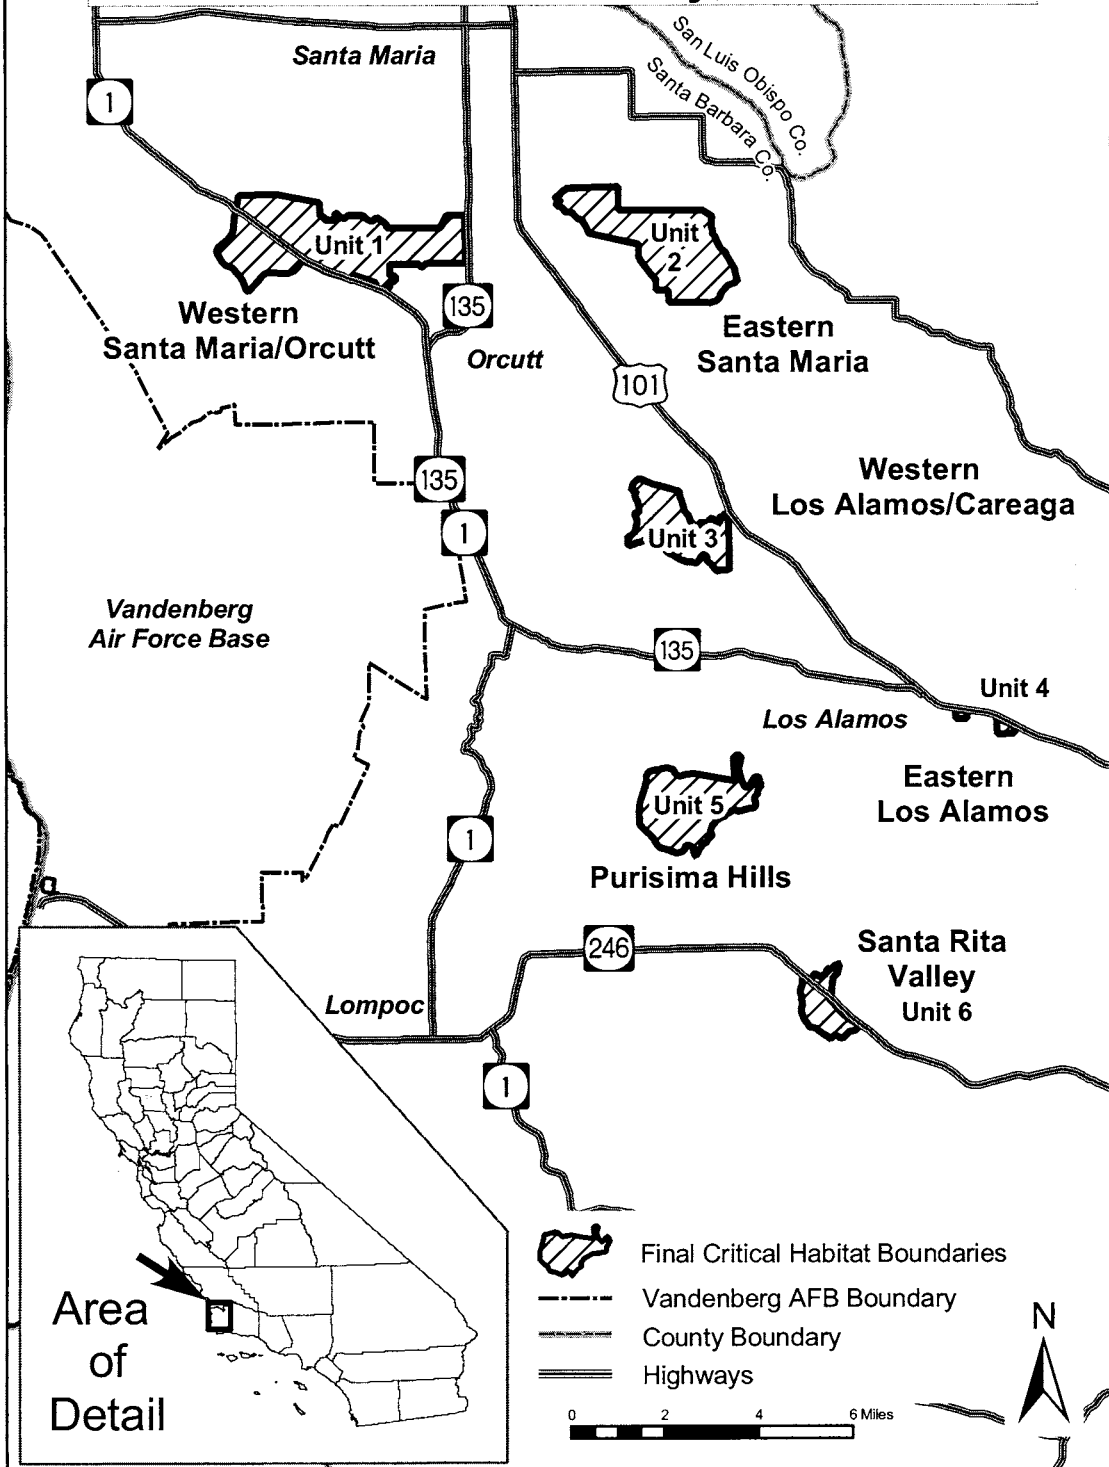 Santa Maria
San Luis Obispo Co.
Santa Barbara Co.
1
Unit 1
Unit
2
135
Western
Santa Maria/Orcutt
Orcutt
Eastern
Santa Maria
101
135
1
Western
Los Alamos/Careaga
Unit 3
Vandenberg
Air Force Base
135
Unit 4
Los Alamos
Eastern
Los Alamos
Unit 5
1
Purisima Hills
246
Santa Rita
Valley
Unit 6
Lompoc
1
Area
of
Detail
Final Critical Habitat Boundaries
Vandenberg AFB Boundary
County Boundary
Highways
N
0 2 4 6 Miles